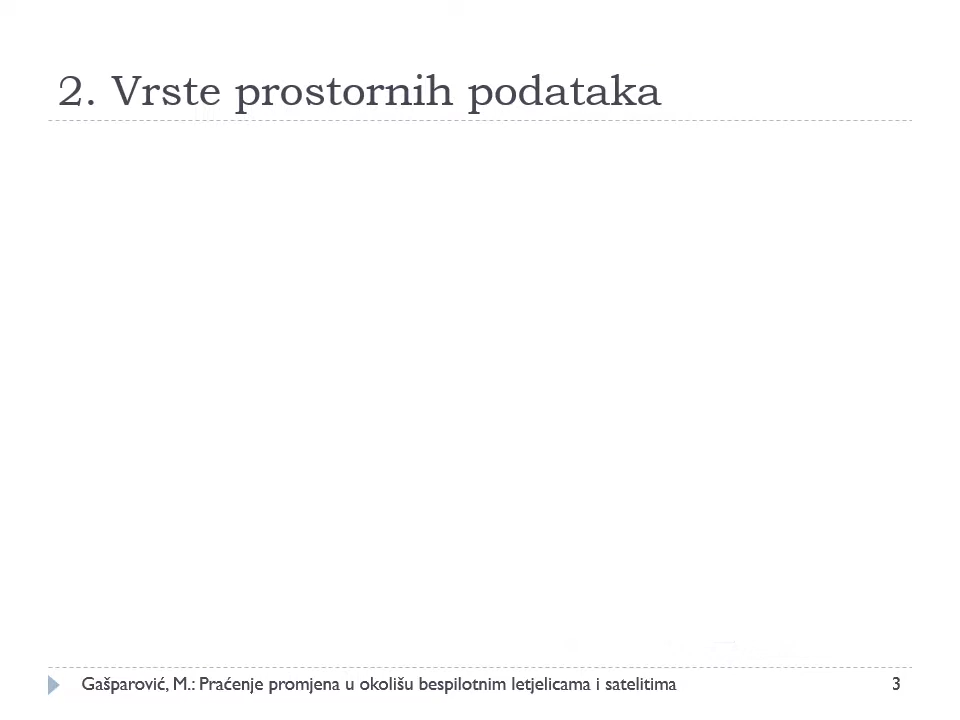 2. Vrste prostornih podataka
Gašparović, M.: Praćenje promjena u okolišu bespilotnim letjelicama i satelitima
3